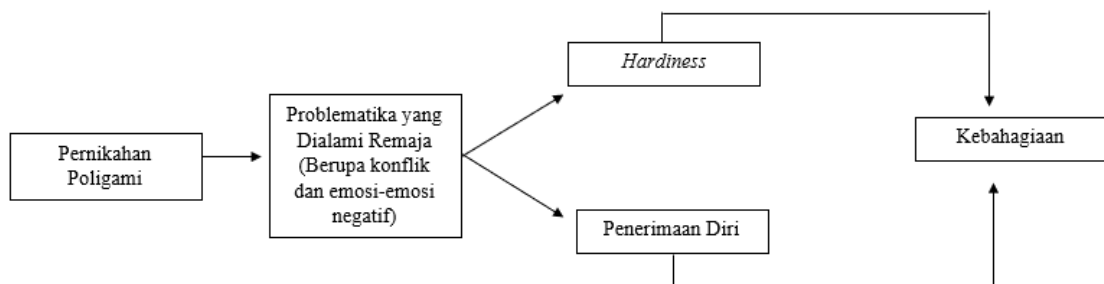 Pernikahan
Poligami
Problematika yang
Dialami Remaja
(Berupa konflik
dan emosi-emosi
negatif)
Hardiness
Penerimaan Diri
Kebahagiaan